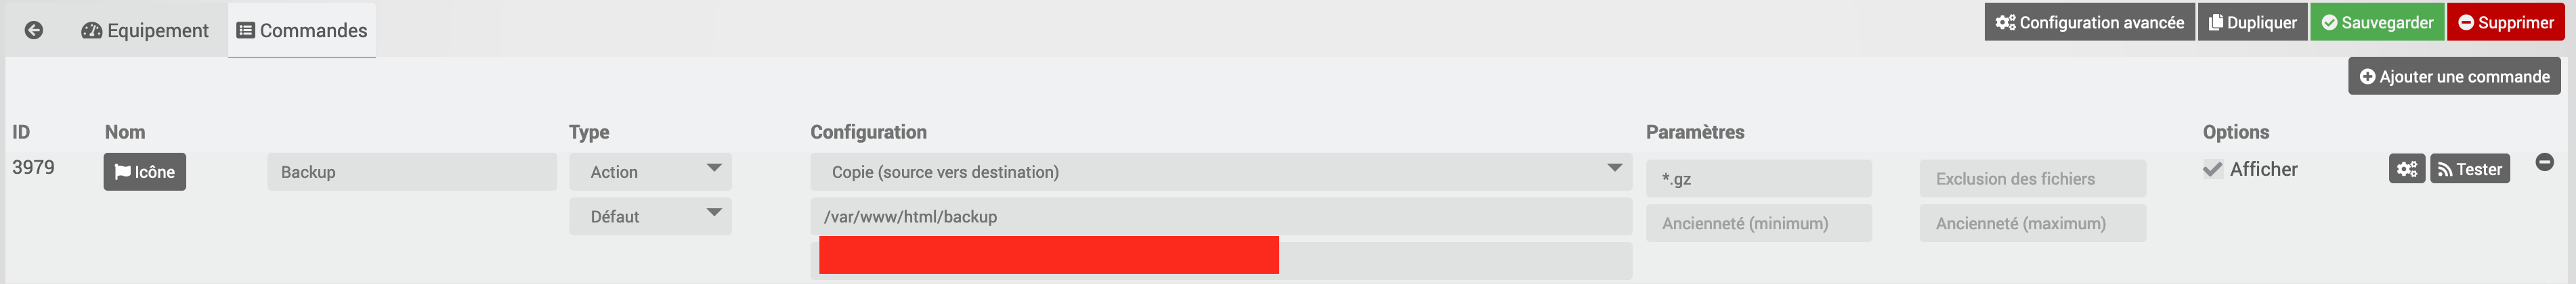 Equipement
Commandes
Configuration avancée
Dupliquer
Sauvegarder
Supprimer
Ajouter une commande
ID
Nom
Type
Configuration
Paramètres
Options
3979
Icône
Backup
Action
Copie (source vers destination)
*.gz
Exclusion des fichiers
Afficher
Tester
Défaut
/var/www/html/backup
Ancienneté (minimum)
Ancienneté (maximum)